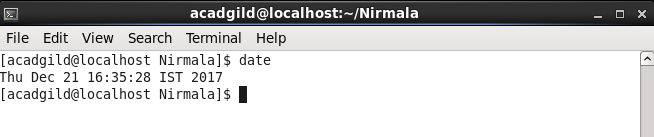 acadgild@localhost:~/Nirmala
File Edit View Search Terminal Help
[acadgild@localhost Nirmala]$ date
Thu Dec 21 16:35:28 IST 2017
[acadgild@localhost Nirmala]$